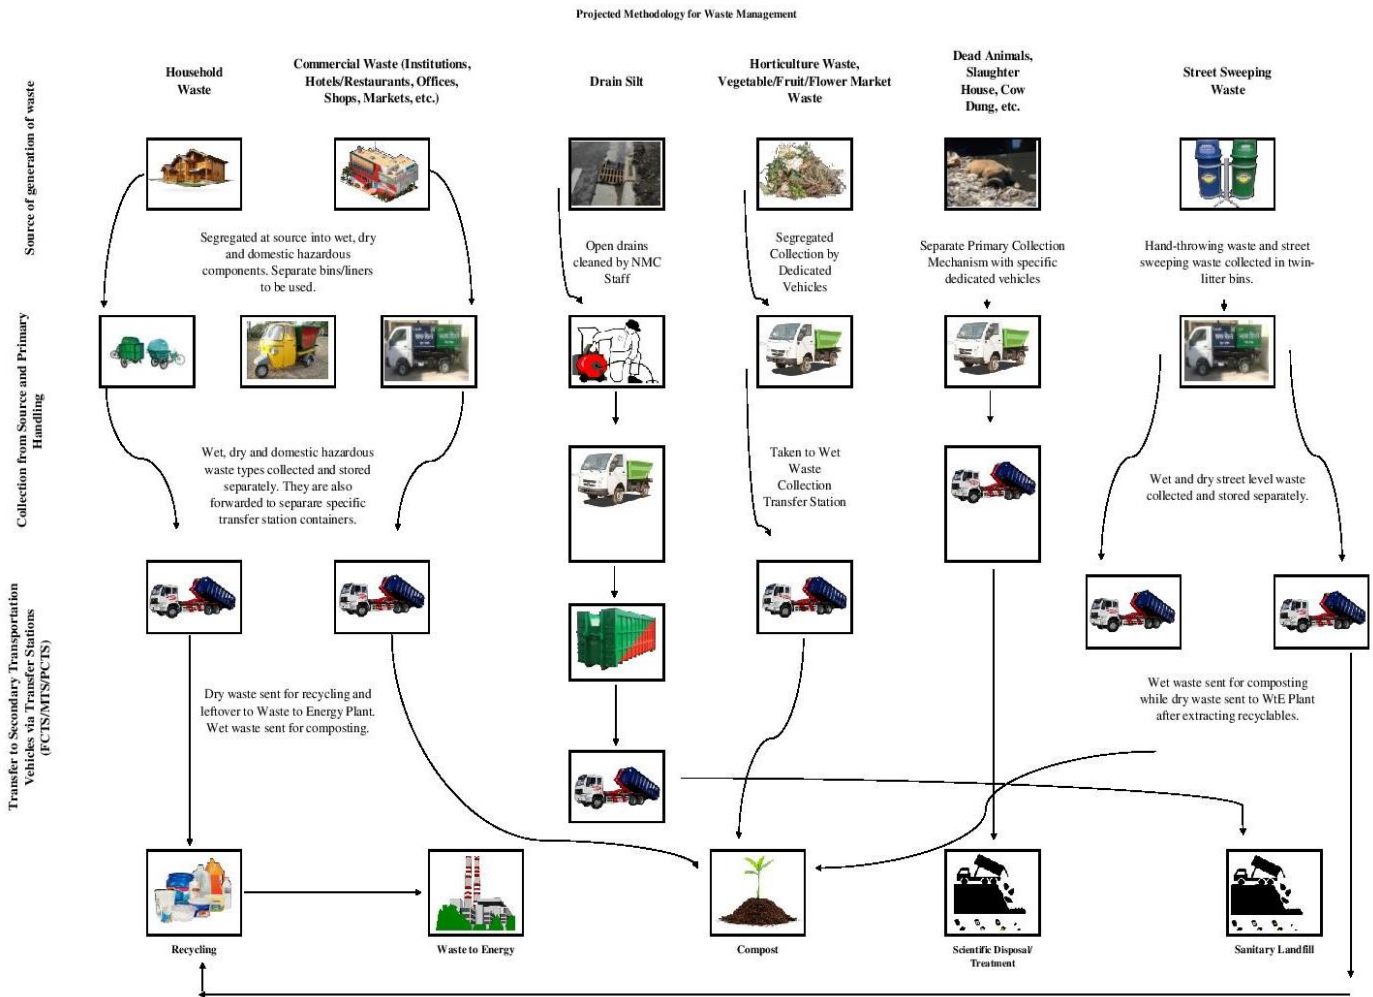 Projected Methodology for Waste Management
Household
Waste
Commercial Waste (Institutions,
Hotels/Restaurants, Offices,
Shops, Markets, etc.)
Drain Silt
Horticulture Waste,
Vegetable/Fruit/Flower Market
Waste
Dead Animals,
Slaughter
House, Cow
Dung, etc.
Street Sweeping
Waste
Source of generation of waste
Segregated at source into wet, dry
and domestic hazardous
components. Separate bins/liners
to be used.
Open drains
cleaned by NMC
Staff
Segregated
Collection by
Dedicated
Vehicles
Separate Primary Collection
Mechanism with specific
dedicated vehicles
Hand-throwing waste and street
sweeping waste collected in twin-
litter bins.
Collection from Source and Primary
Handling
Wet, dry and domestic hazardous
waste types collected and stored
separately. They are also
forwarded to separare specific
transfer station containers.
Taken to Wet
Waste
Collection
Transfer Station
Wet and dry street level waste
collected and stored separately.
Transfer to Secondary Transportation
Vehicles via Transfer Stations
(FCTS/MTS/PCTS)
Dry waste sent for recycling and
leftover to Waste to Energy Plant.
Wet waste sent for composting.
Wet waste sent for composting
while dry waste sent to WtE Plant
after extracting recyclables.
Recycling
Waste to Energy
Compost
Scientific Disposal/
Treatment
Sanitary Landfill